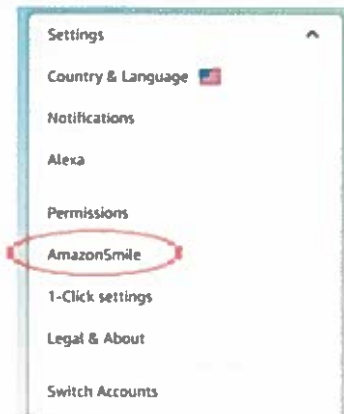 Settings
Country & Language
Notifications
Alexa
Permissions
AmazonSmile
1-Click settings
Legal & About
Switch Accounts